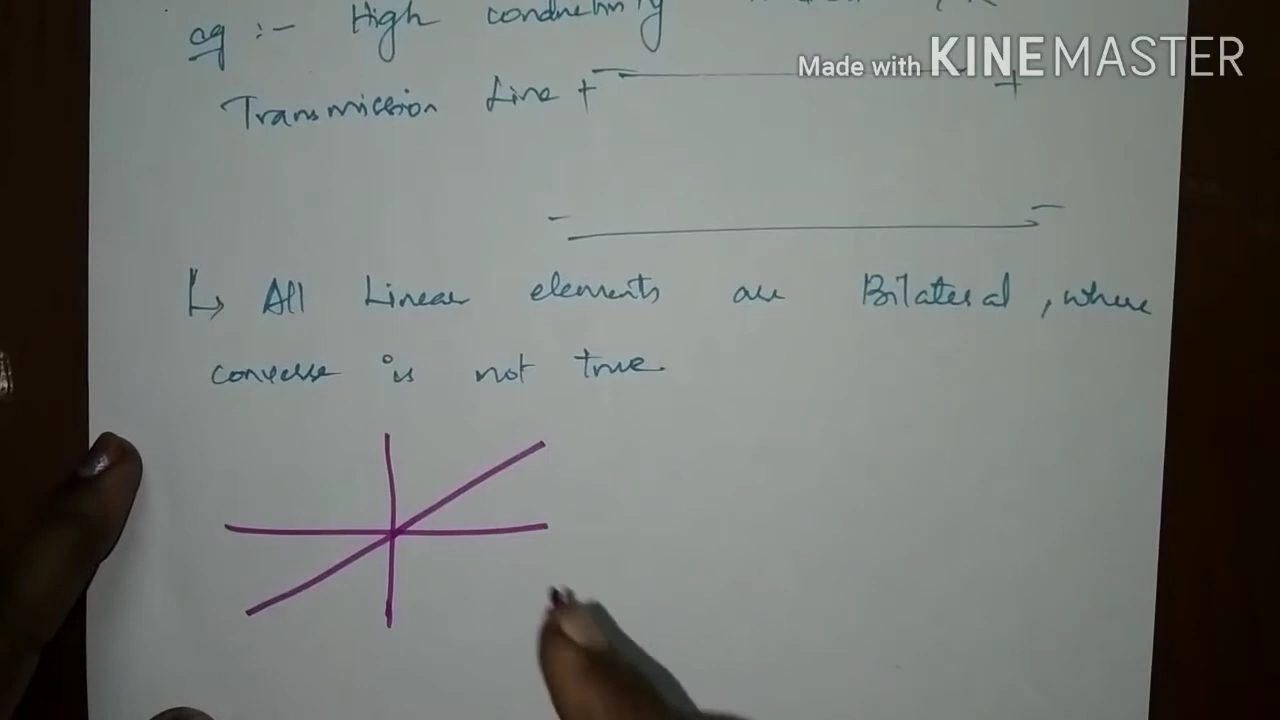 eg :- High conductivity
Made with KINEMASTER
Transmission Line + +
- -
↳ All Linear elements are Bilateral, where
converse is not true.